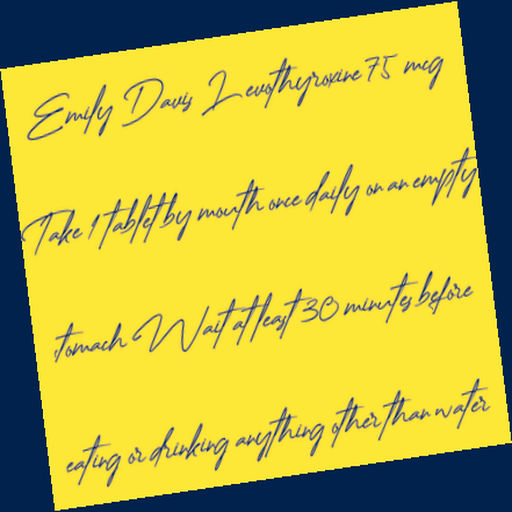 Emily Davis Levothyroxine 75 mcg
Take 1 tablet by mouth once daily on an empty
tomach Wait at least 30 minutes before
eating or drinking anything other than water